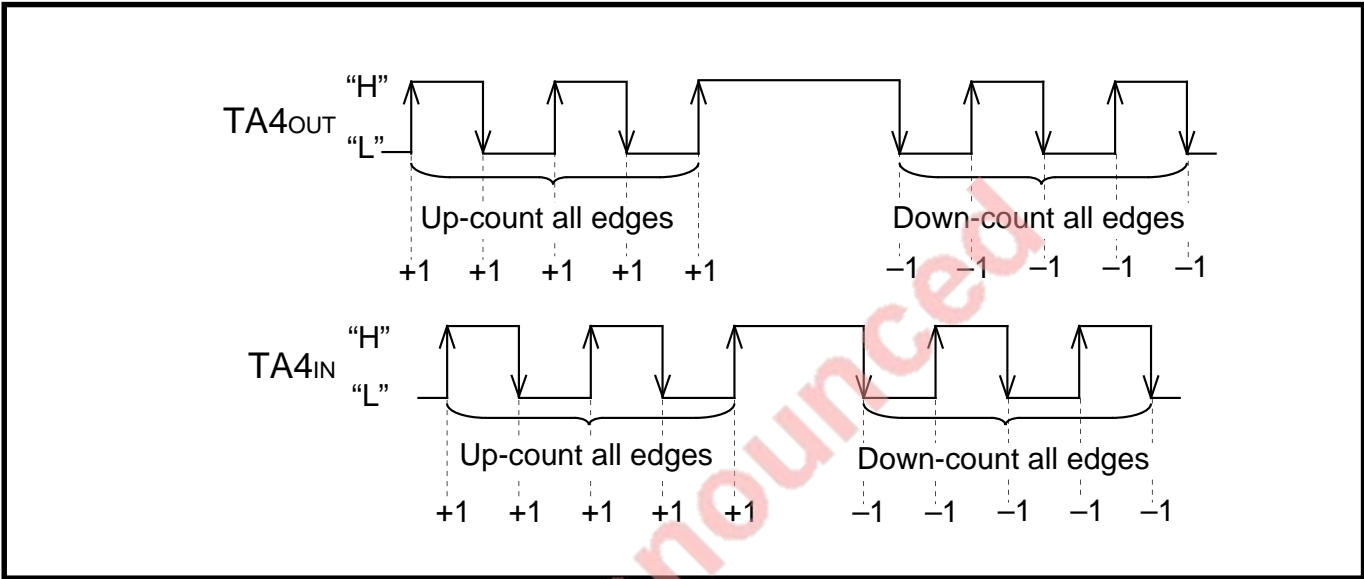 “H”
TA4OUT
“L”
Up-count all edges Down-count all edges
+1 +1 +1 +1 +1 –1 –1 –1 –1 –1
“H”
TA4IN
“L”
Up-count all edges Down-count all edges
+1 +1 +1 +1 +1 –1 –1 –1 –1 –1